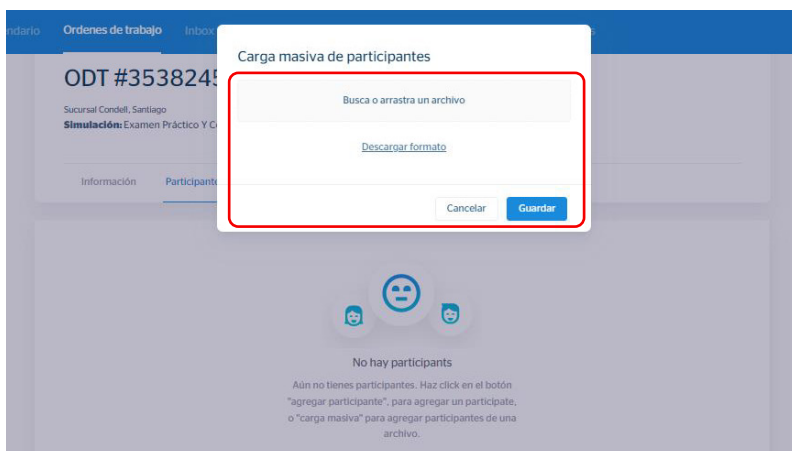 ndario Ordenes de trabajo Inbox s
Carga masiva de participantes
ODT #3538245
Busca o arrastra un archivo
Sucursal Condell, Santiago
Simulación: Examen Práctico Y C
Descargar formato
Información Participante
Cancelar Guardar
No hay participants
Aún no tienes participantes. Haz click en el botón
"agregar participante", para agregar un participate,
o "carga masiva" para agregar participantes de una
archivo.